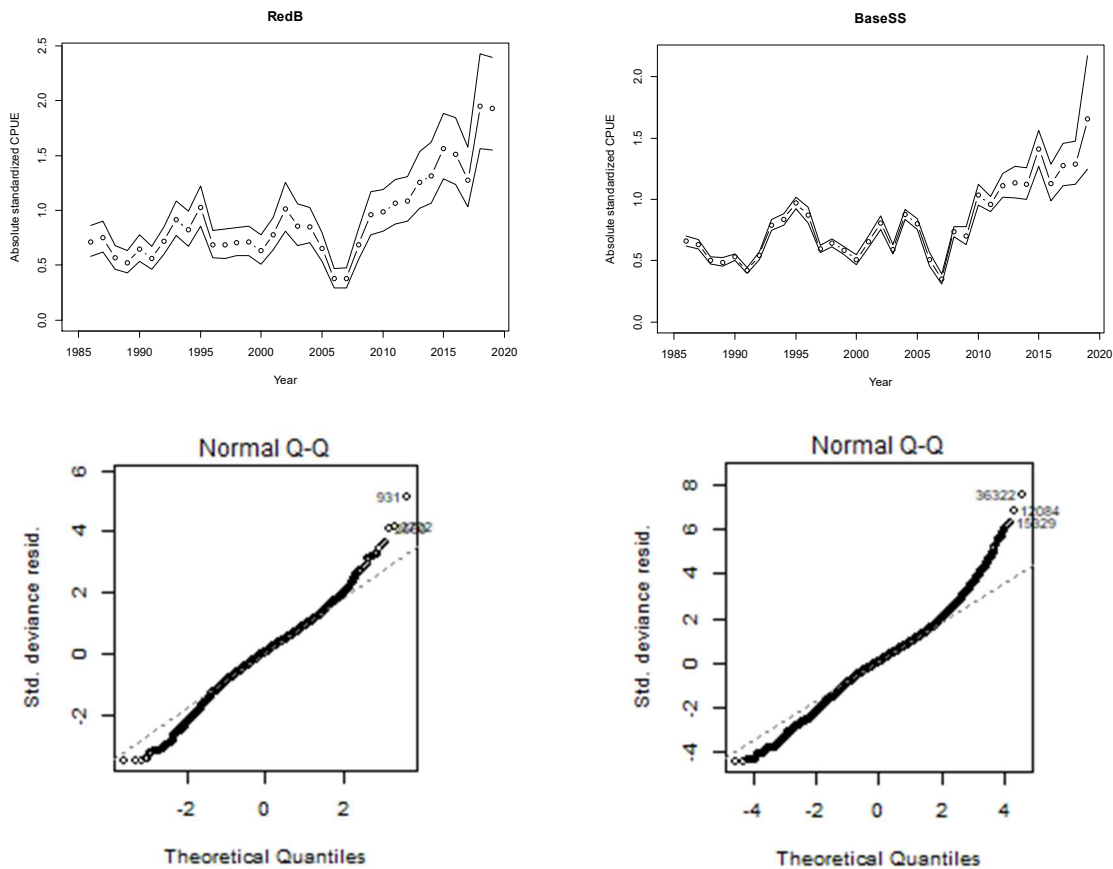 RedB
Absolute standardized CPUE
2.5
2.0
1.5
1.0
0.5
0.0
1985 1990 1995 2000 2005 2010 2015 2020
Year
BaseSS
Absolute standardized CPUE
2.0
1.5
1.0
0.5
0.0
1985 1990 1995 2000 2005 2010 2015 2020
Year
Normal Q-Q
Std. deviance resid.
6
4
2
0
-2
931
-2 0 2
Theoretical Quantiles
Normal Q-Q
Std. deviance resid.
8
6
4
2
0
-2
-4
36322
12084
15329
-4 -2 0 2 4
Theoretical Quantiles